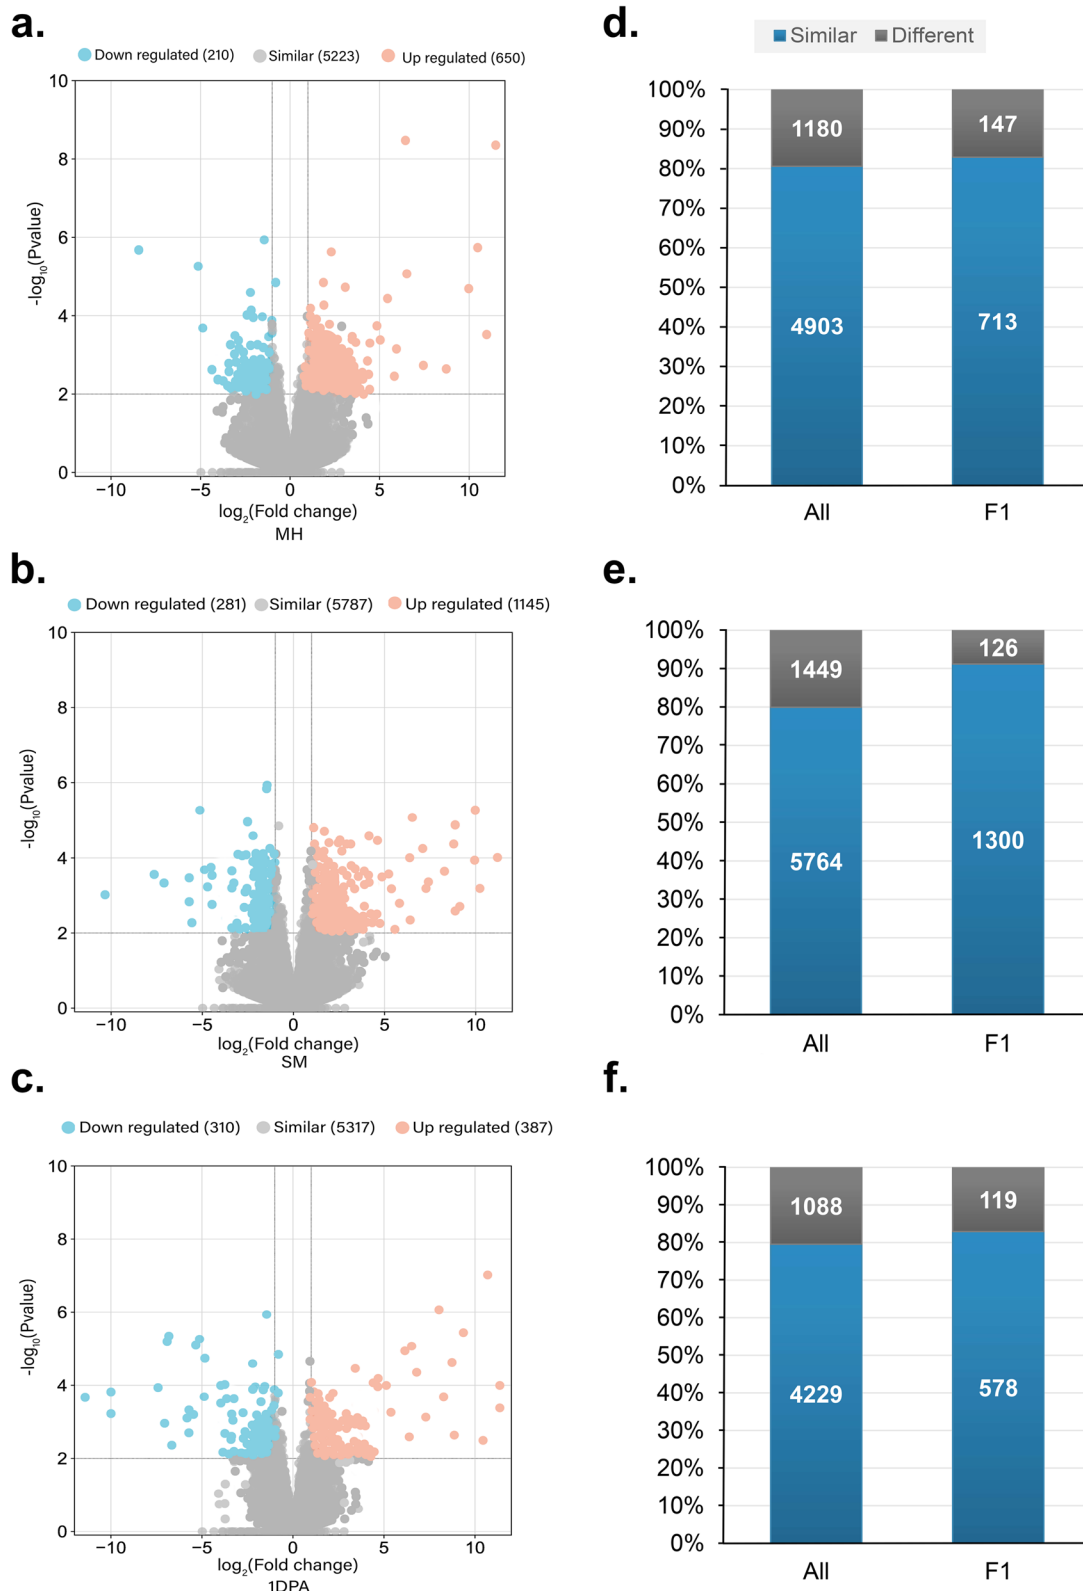 a.
Down regulated (210) Similar (5223) Up regulated (650)
10
8
6
4
2
0
-log10(Pvalue)
−10 −5 0 5 10
log2(Fold change)
MH
d.
Similar Different
100%
90%
80%
70%
60%
50%
40%
30%
20%
10%
0%
1180 147
4903 713
All F1
b.
Down regulated (281) Similar (5787) Up regulated (1145)
10
8
6
4
2
0
-log10(Pvalue)
−10 −5 0 5 10
log2(Fold change)
SM
e.
100%
90%
80%
70%
60%
50%
40%
30%
20%
10%
0%
1449 126
5764 1300
All F1
c.
Down regulated (310) Similar (5317) Up regulated (387)
10
8
6
4
2
0
-log10(Pvalue)
−10 −5 0 5 10
log2(Fold change)
1DPA
f.
100%
90%
80%
70%
60%
50%
40%
30%
20%
10%
0%
1088 119
4229 578
All F1